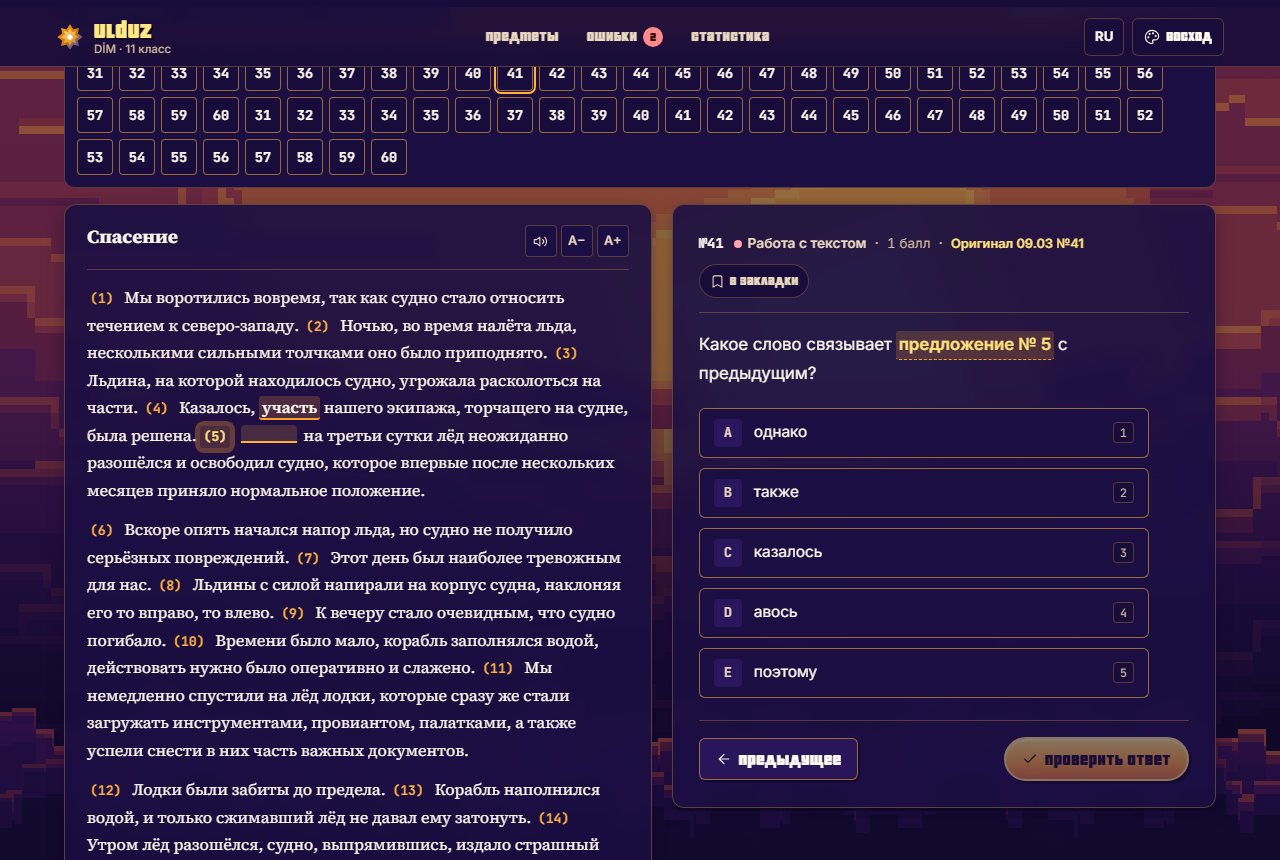 ulduz
DİM · 11 класс
предметы
ошибки 2
статистика
RU
восход
31 32 33 34 35 36 37 38 39 40 41 42 43 44 45 46 47 48 49 50 51 52 53 54 55 56
57 58 59 60 31 32 33 34 35 36 37 38 39 40 41 42 43 44 45 46 47 48 49 50 51 52
53 54 55 56 57 58 59 60
Спасение
A− A+
(1) Мы воротились вовремя, так как судно стало относить
течением к северо-западу. (2) Ночью, во время налёта льда,
несколькими сильными толчками оно было приподнято. (3)
Льдина, на которой находилось судно, угрожала расколоться на
части. (4) Казалось, участь нашего экипажа, торчащего на судне,
была решена. (5) на третьи сутки лёд неожиданно
разошёлся и освободил судно, которое впервые после нескольких
месяцев приняло нормальное положение.
(6) Вскоре опять начался напор льда, но судно не получило
серьёзных повреждений. (7) Этот день был наиболее тревожным
для нас. (8) Льдины с силой напирали на корпус судна, наклоняя
его то вправо, то влево. (9) К вечеру стало очевидным, что судно
погибало. (10) Времени было мало, корабль заполнялся водой,
действовать нужно было оперативно и слажено. (11) Мы
немедленно спустили на лёд лодки, которые сразу же стали
загружать инструментами, провиантом, палатками, а также
успели снести в них часть важных документов.
(12) Лодки были забиты до предела. (13) Корабль наполнился
водой, и только сжимавший лёд не давал ему затонуть. (14)
Утром лёд разошёлся, судно, выпрямившись, издало страшный
№41 Работа с текстом · 1 балл · Оригинал 09.03 №41
в закладки
Какое слово связывает предложение № 5 с
предыдущим?
A однако 1
B также 2
C казалось 3
D авось 4
E поэтому 5
предыдущее
проверить ответ